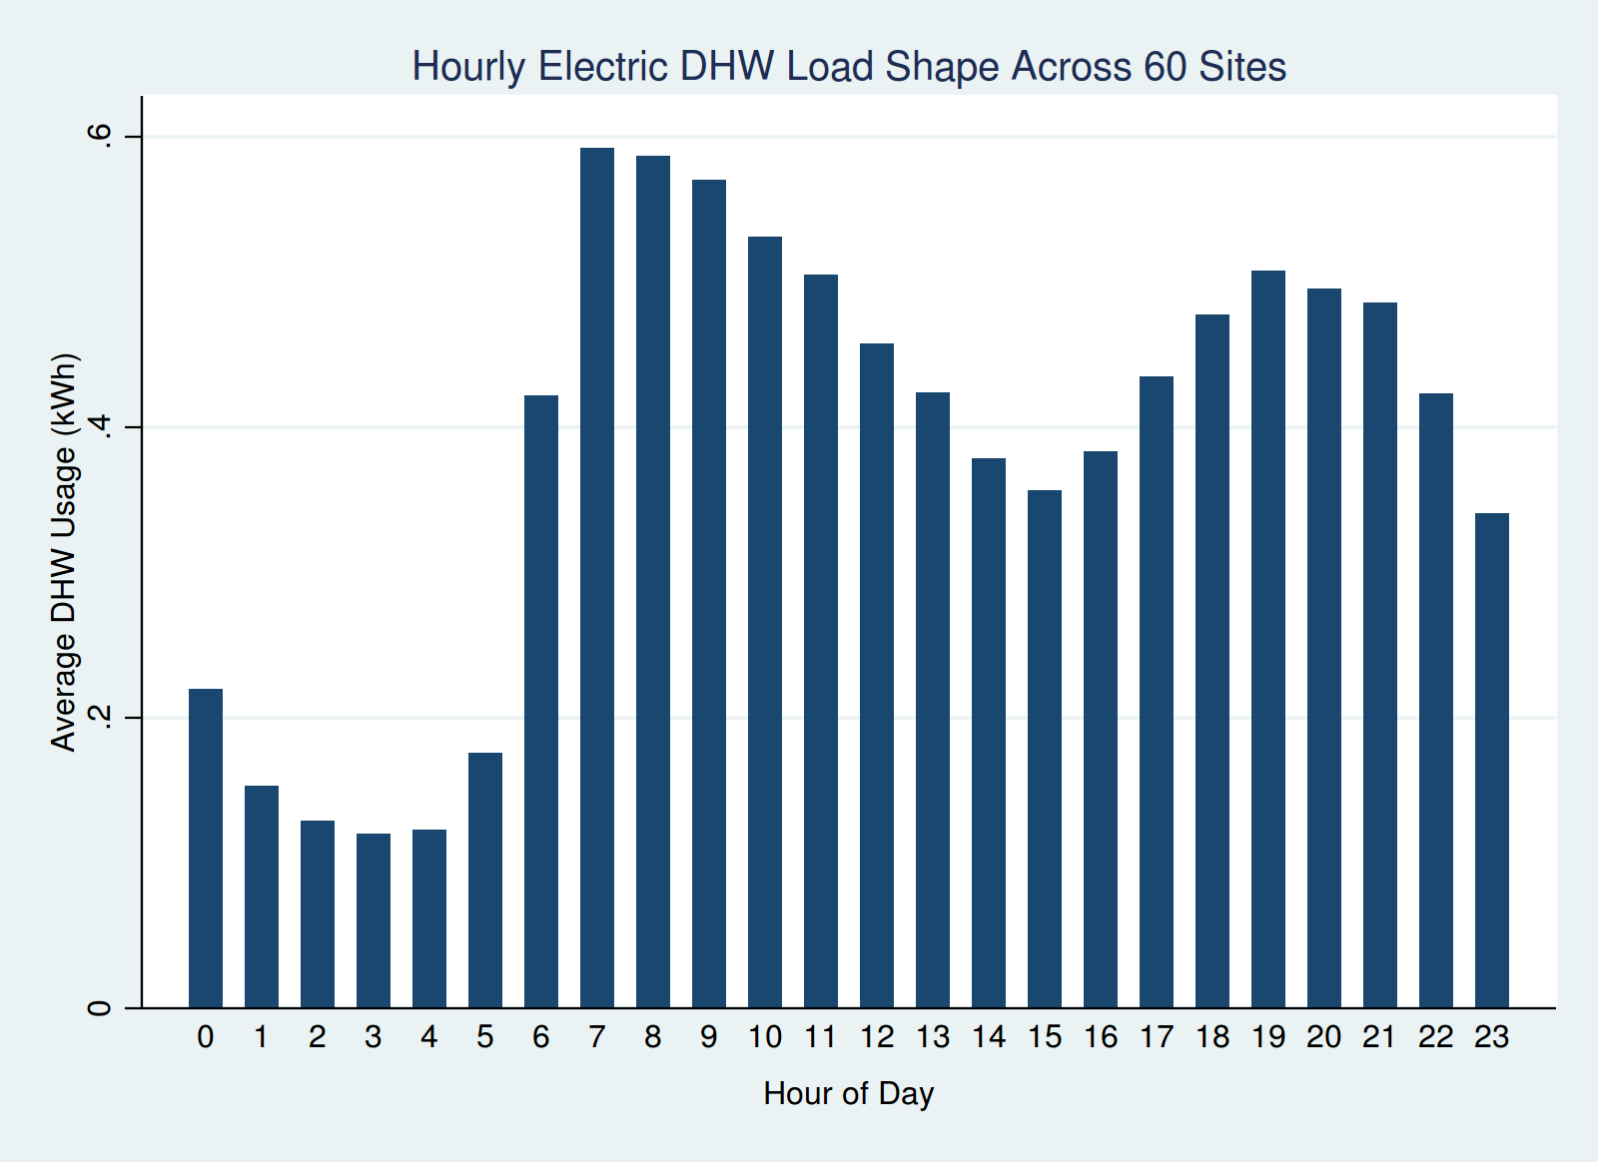 Hourly Electric DHW Load Shape Across 60 Sites
Average DHW Usage (kWh)
.6
.4
.2
0
0 1 2 3 4 5 6 7 8 9 10 11 12 13 14 15 16 17 18 19 20 21 22 23
Hour of Day